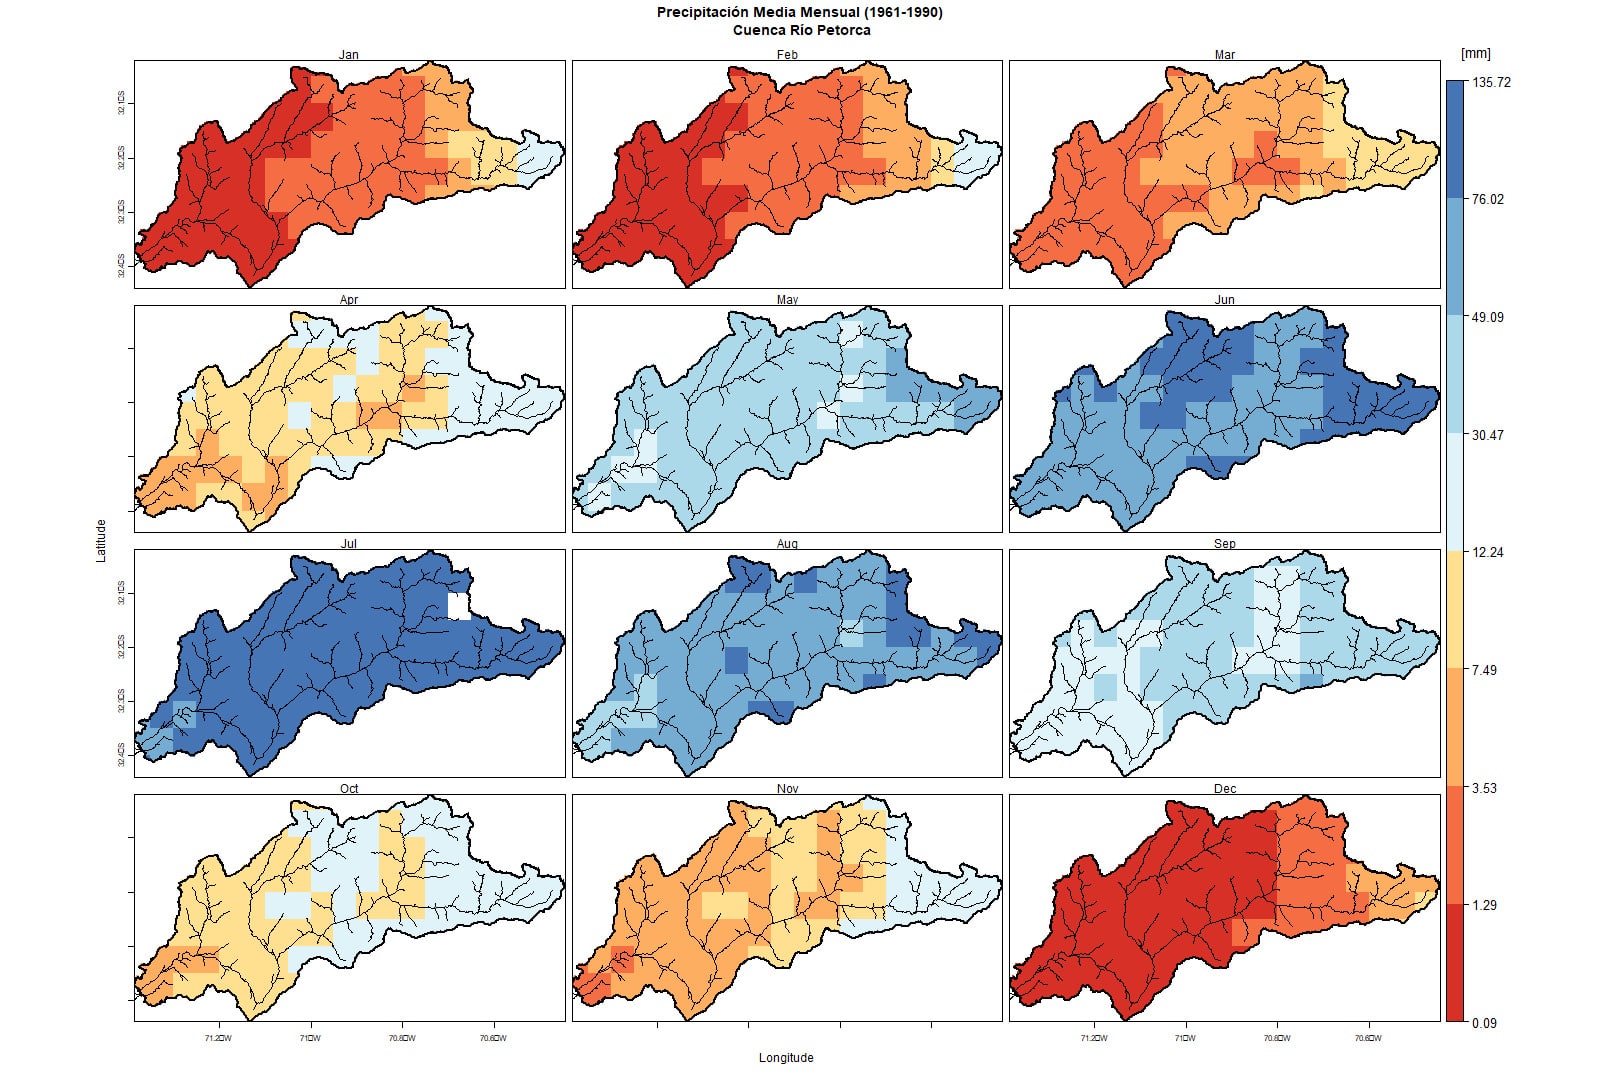 Precipitación Media Mensual (1961-1990)
Cuenca Río Petorca
Jan
Feb
Mar
[mm]
Apr
May
Jun
Jul
Aug
Sep
Oct
Nov
Dec
135.72
76.02
49.09
30.47
12.24
7.49
3.53
1.29
0.09
32.1□S
32.2□S
32.3□S
32.4□S
32.1□S
32.2□S
32.3□S
32.4□S
Latitude
71.2□W
71□W
70.8□W
70.6□W
71.2□W
71□W
70.8□W
70.6□W
Longitude